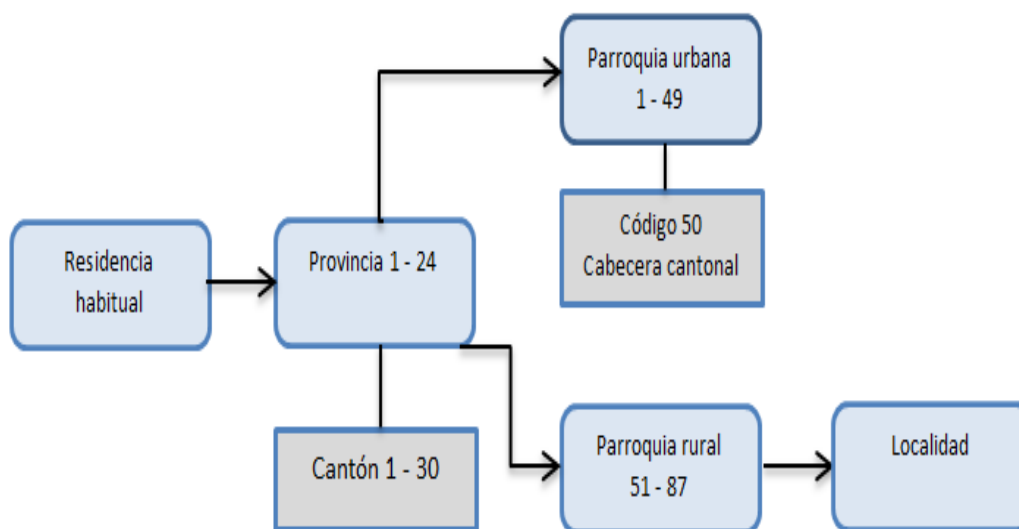 Parroquia urbana
1 - 49
Código 50
Cabecera cantonal
Residencia
habitual
Provincia 1 - 24
Cantón 1 - 30
Parroquia rural
51 - 87
Localidad